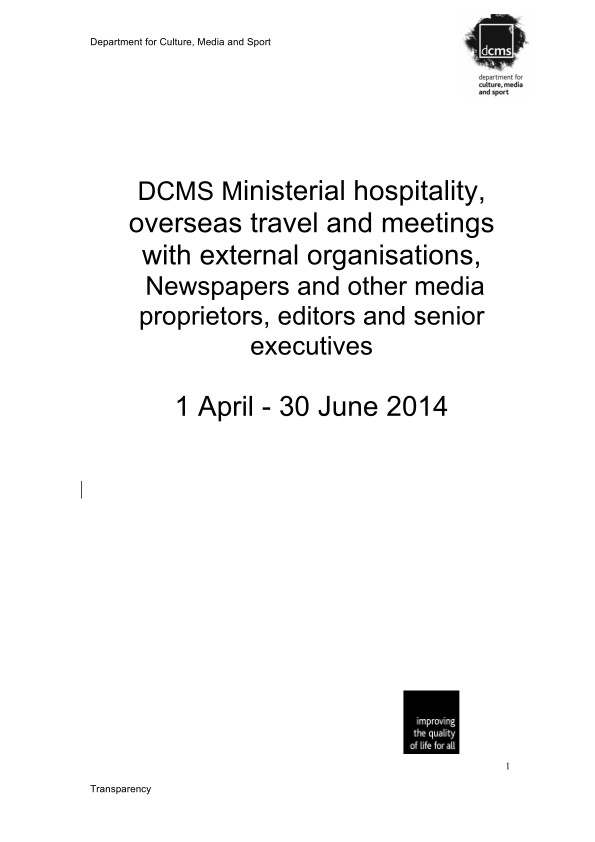 Department for Culture, Media and Sport
dcms
department for
culture, media
and sport
DCMS Ministerial hospitality,
overseas travel and meetings
with external organisations,
Newspapers and other media
proprietors, editors and senior
executives
1 April - 30 June 2014
improving
the quality
of life for all
1
Transparency